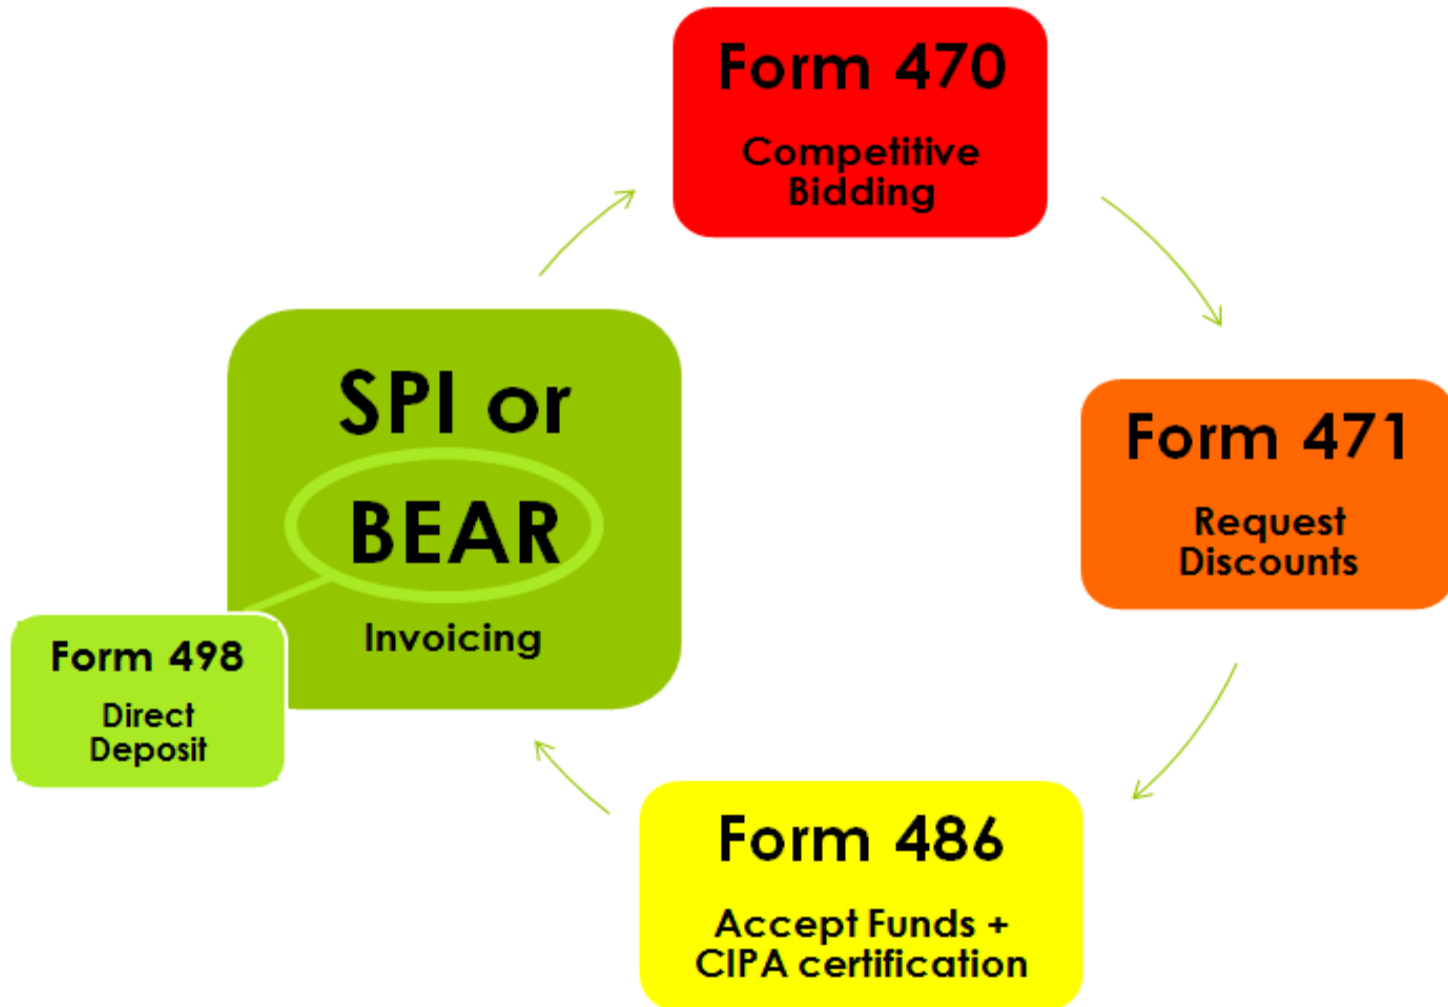 Form 470
Competitive
Bidding
Form 471
Request
Discounts
Form 486
Accept Funds +
CIPA certification
SPI or
BEAR
Invoicing
Form 498
Direct
Deposit